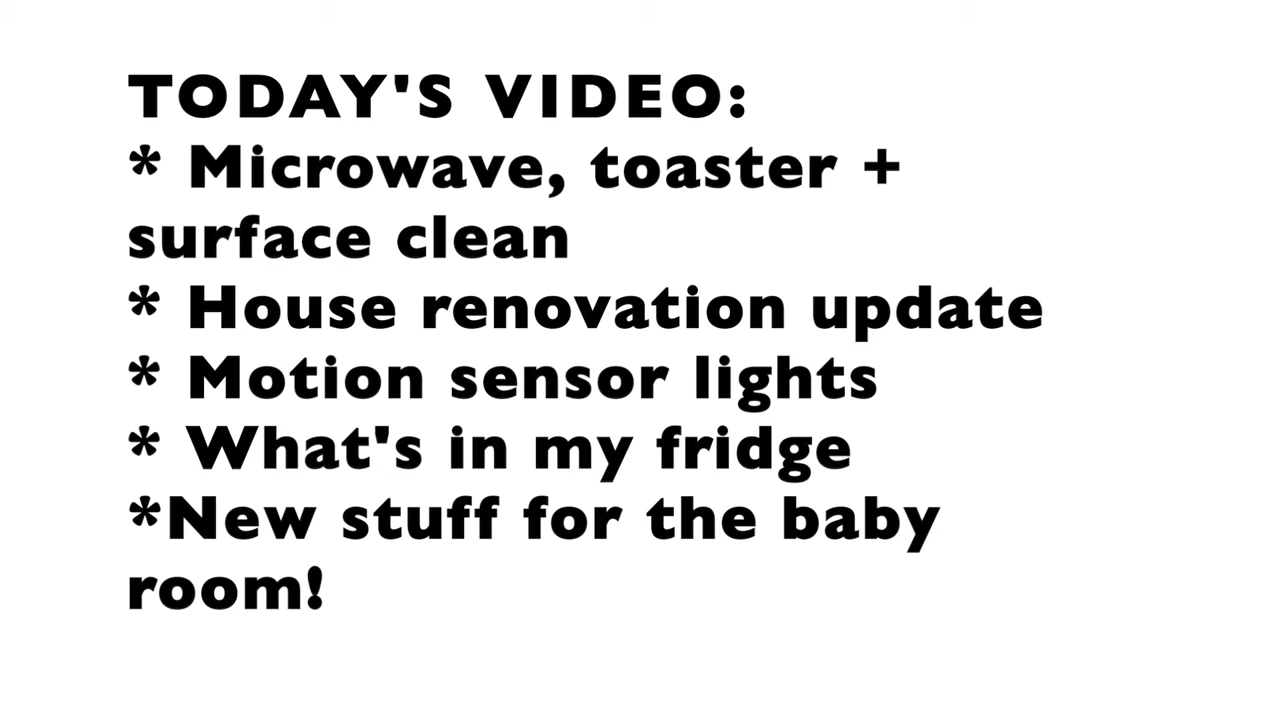 TODAY'S VIDEO:
* Microwave, toaster +
surface clean
* House renovation update
* Motion sensor lights
* What's in my fridge
*New stuff for the baby
room!